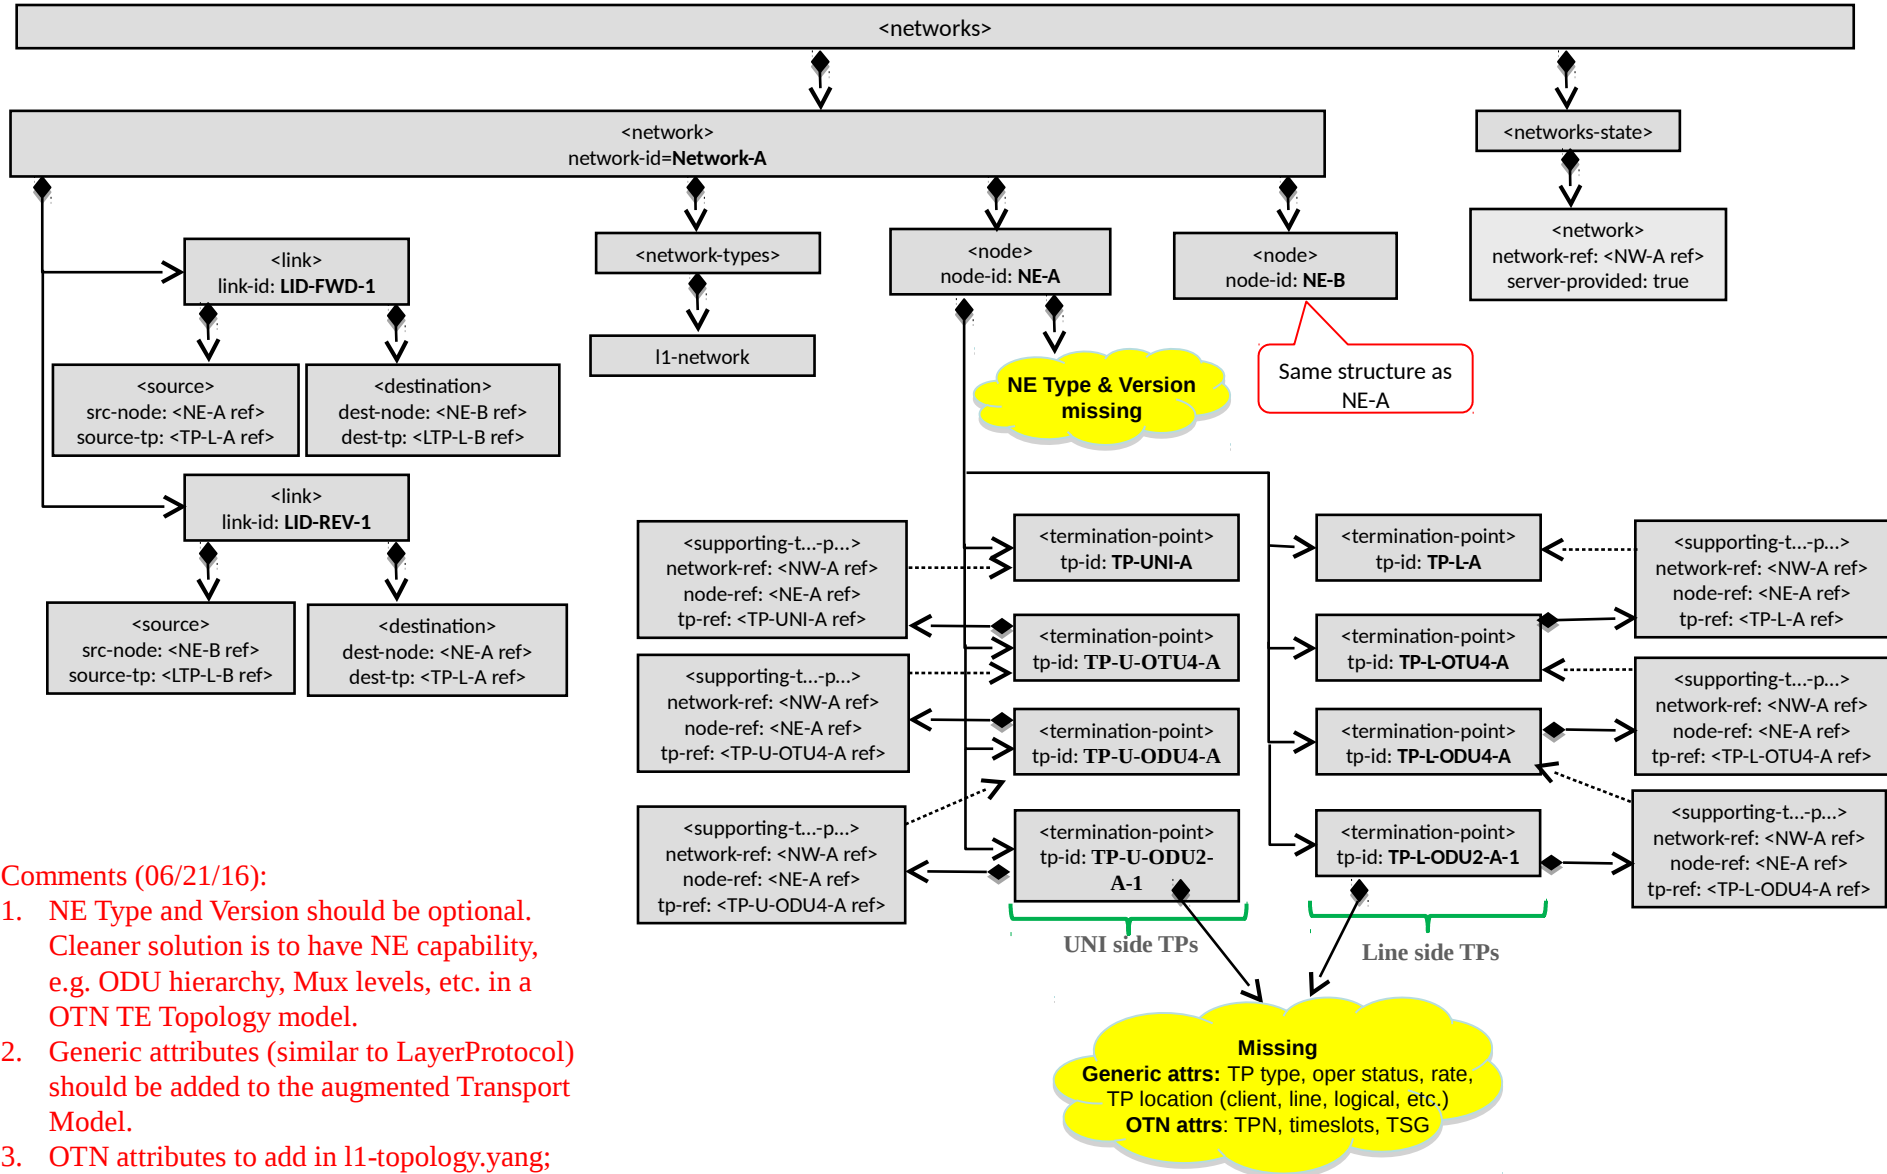 <networks>
<network>
network-id=Network-A
<networks-state>
<network>
network-ref: <NW-A ref>
server-provided: true
<link>
link-id: LID-FWD-1
<network-types>
<node>
node-id: NE-A
<node>
node-id: NE-B
l1-network
<source>
src-node: <NE-A ref>
source-tp: <TP-L-A ref>
<destination>
dest-node: <NE-B ref>
dest-tp: <LTP-L-B ref>
NE Type & Version
missing
Same structure as
NE-A
<link>
link-id: LID-REV-1
<source>
src-node: <NE-B ref>
source-tp: <LTP-L-B ref>
<destination>
dest-node: <NE-A ref>
dest-tp: <TP-L-A ref>
<supporting-t...-p...>
network-ref: <NW-A ref>
node-ref: <NE-A ref>
tp-ref: <TP-UNI-A ref>
<termination-point>
tp-id: TP-UNI-A
<termination-point>
tp-id: TP-L-A
<supporting-t...-p...>
network-ref: <NW-A ref>
node-ref: <NE-A ref>
tp-ref: <TP-L-A ref>
<termination-point>
tp-id: TP-U-OTU4-A
<termination-point>
tp-id: TP-L-OTU4-A
<supporting-t...-p...>
network-ref: <NW-A ref>
node-ref: <NE-A ref>
tp-ref: <TP-U-OTU4-A ref>
<termination-point>
tp-id: TP-U-ODU4-A
<termination-point>
tp-id: TP-L-ODU4-A
<supporting-t...-p...>
network-ref: <NW-A ref>
node-ref: <NE-A ref>
tp-ref: <TP-L-OTU4-A ref>
<supporting-t...-p...>
network-ref: <NW-A ref>
node-ref: <NE-A ref>
tp-ref: <TP-U-ODU4-A ref>
<termination-point>
tp-id: TP-U-ODU2-
A-1
<termination-point>
tp-id: TP-L-ODU2-A-1
<supporting-t...-p...>
network-ref: <NW-A ref>
node-ref: <NE-A ref>
tp-ref: <TP-L-ODU4-A ref>
UNI side TPs
Line side TPs
Missing
Generic attrs: TP type, oper status, rate,
TP location (client, line, logical, etc.)
OTN attrs: TPN, timeslots, TSG
Comments (06/21/16):
1. NE Type and Version should be optional.
Cleaner solution is to have NE capability,
e.g. ODU hierarchy, Mux levels, etc. in a
OTN TE Topology model.
2. Generic attributes (similar to LayerProtocol)
should be added to the augmented Transport
Model.
3. OTN attributes to add in l1-topology.yang;